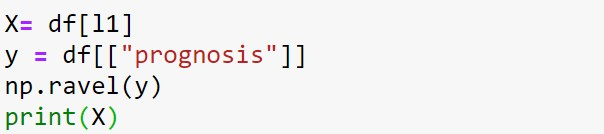 X= df[l1]
y = df[["prognosis"]]
np.ravel(y)
print(X)